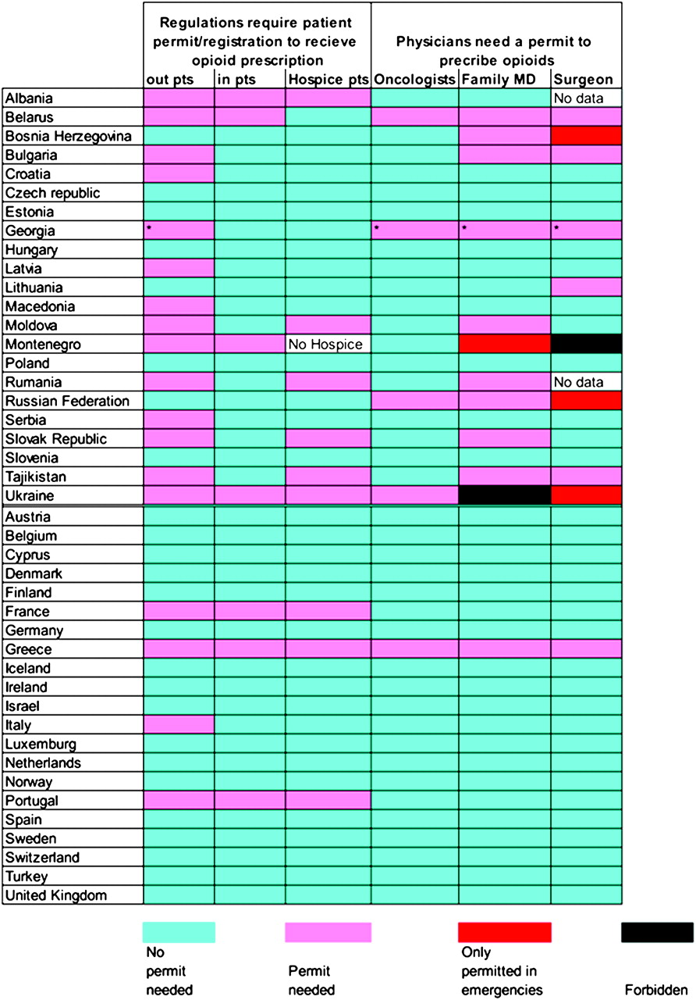 Regulations require patient
permit/registration to recieve
opioid prescription
Physicians need a permit to
precribe opioids
out pts in pts Hospice pts Oncologists Family MD Surgeon
Albania No data
Belarus
Bosnia Herzegovina
Bulgaria
Croatia
Czech republic
Estonia
Georgia * * * *
Hungary
Latvia
Lithuania
Macedonia
Moldova
Montenegro No Hospice
Poland
Rumania No data
Russian Federation
Serbia
Slovak Republic
Slovenia
Tajikistan
Ukraine
Austria
Belgium
Cyprus
Denmark
Finland
France
Germany
Greece
Iceland
Ireland
Israel
Italy
Luxemburg
Netherlands
Norway
Portugal
Spain
Sweden
Switzerland
Turkey
United Kingdom
No
permit
needed
Permit
needed
Only
permitted in
emergencies
Forbidden